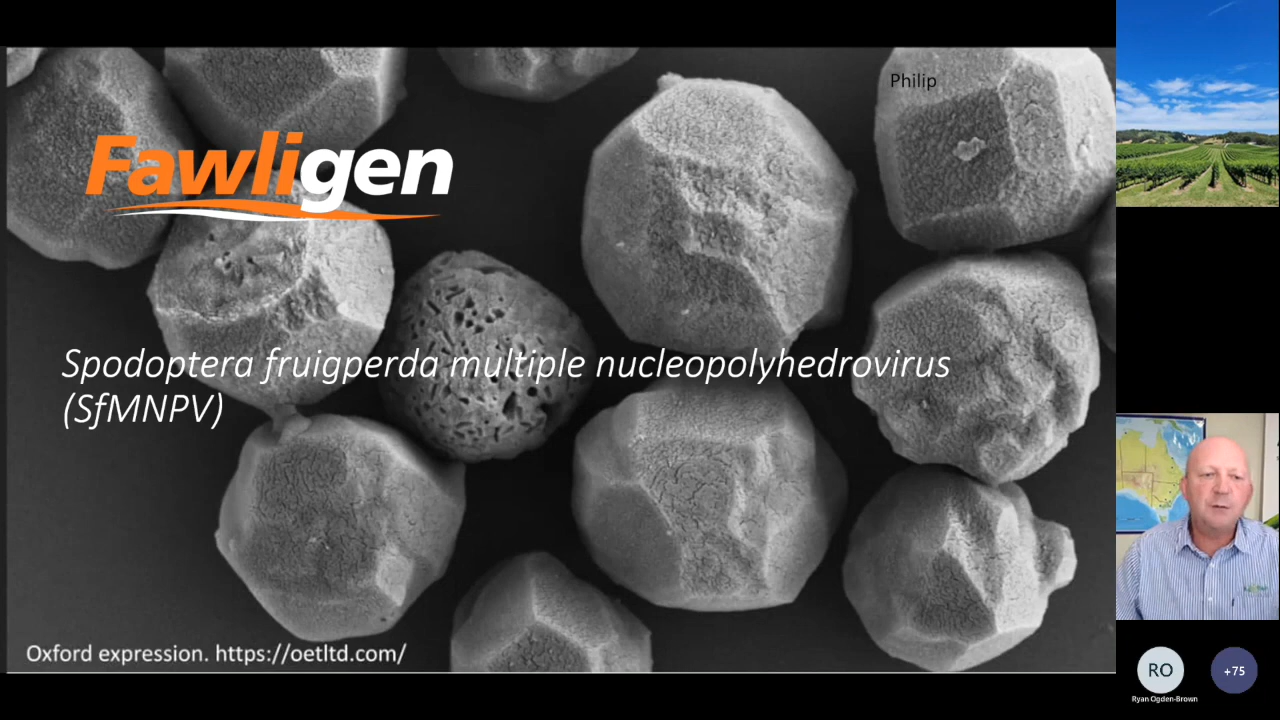 Philip
Fawligen
Spodoptera fruigperda multiple nucleopolyhedrovirus
(SfMNPV)
Oxford expression. https://oetltd.com/
RO
+75
Ryan Ogden-Brown